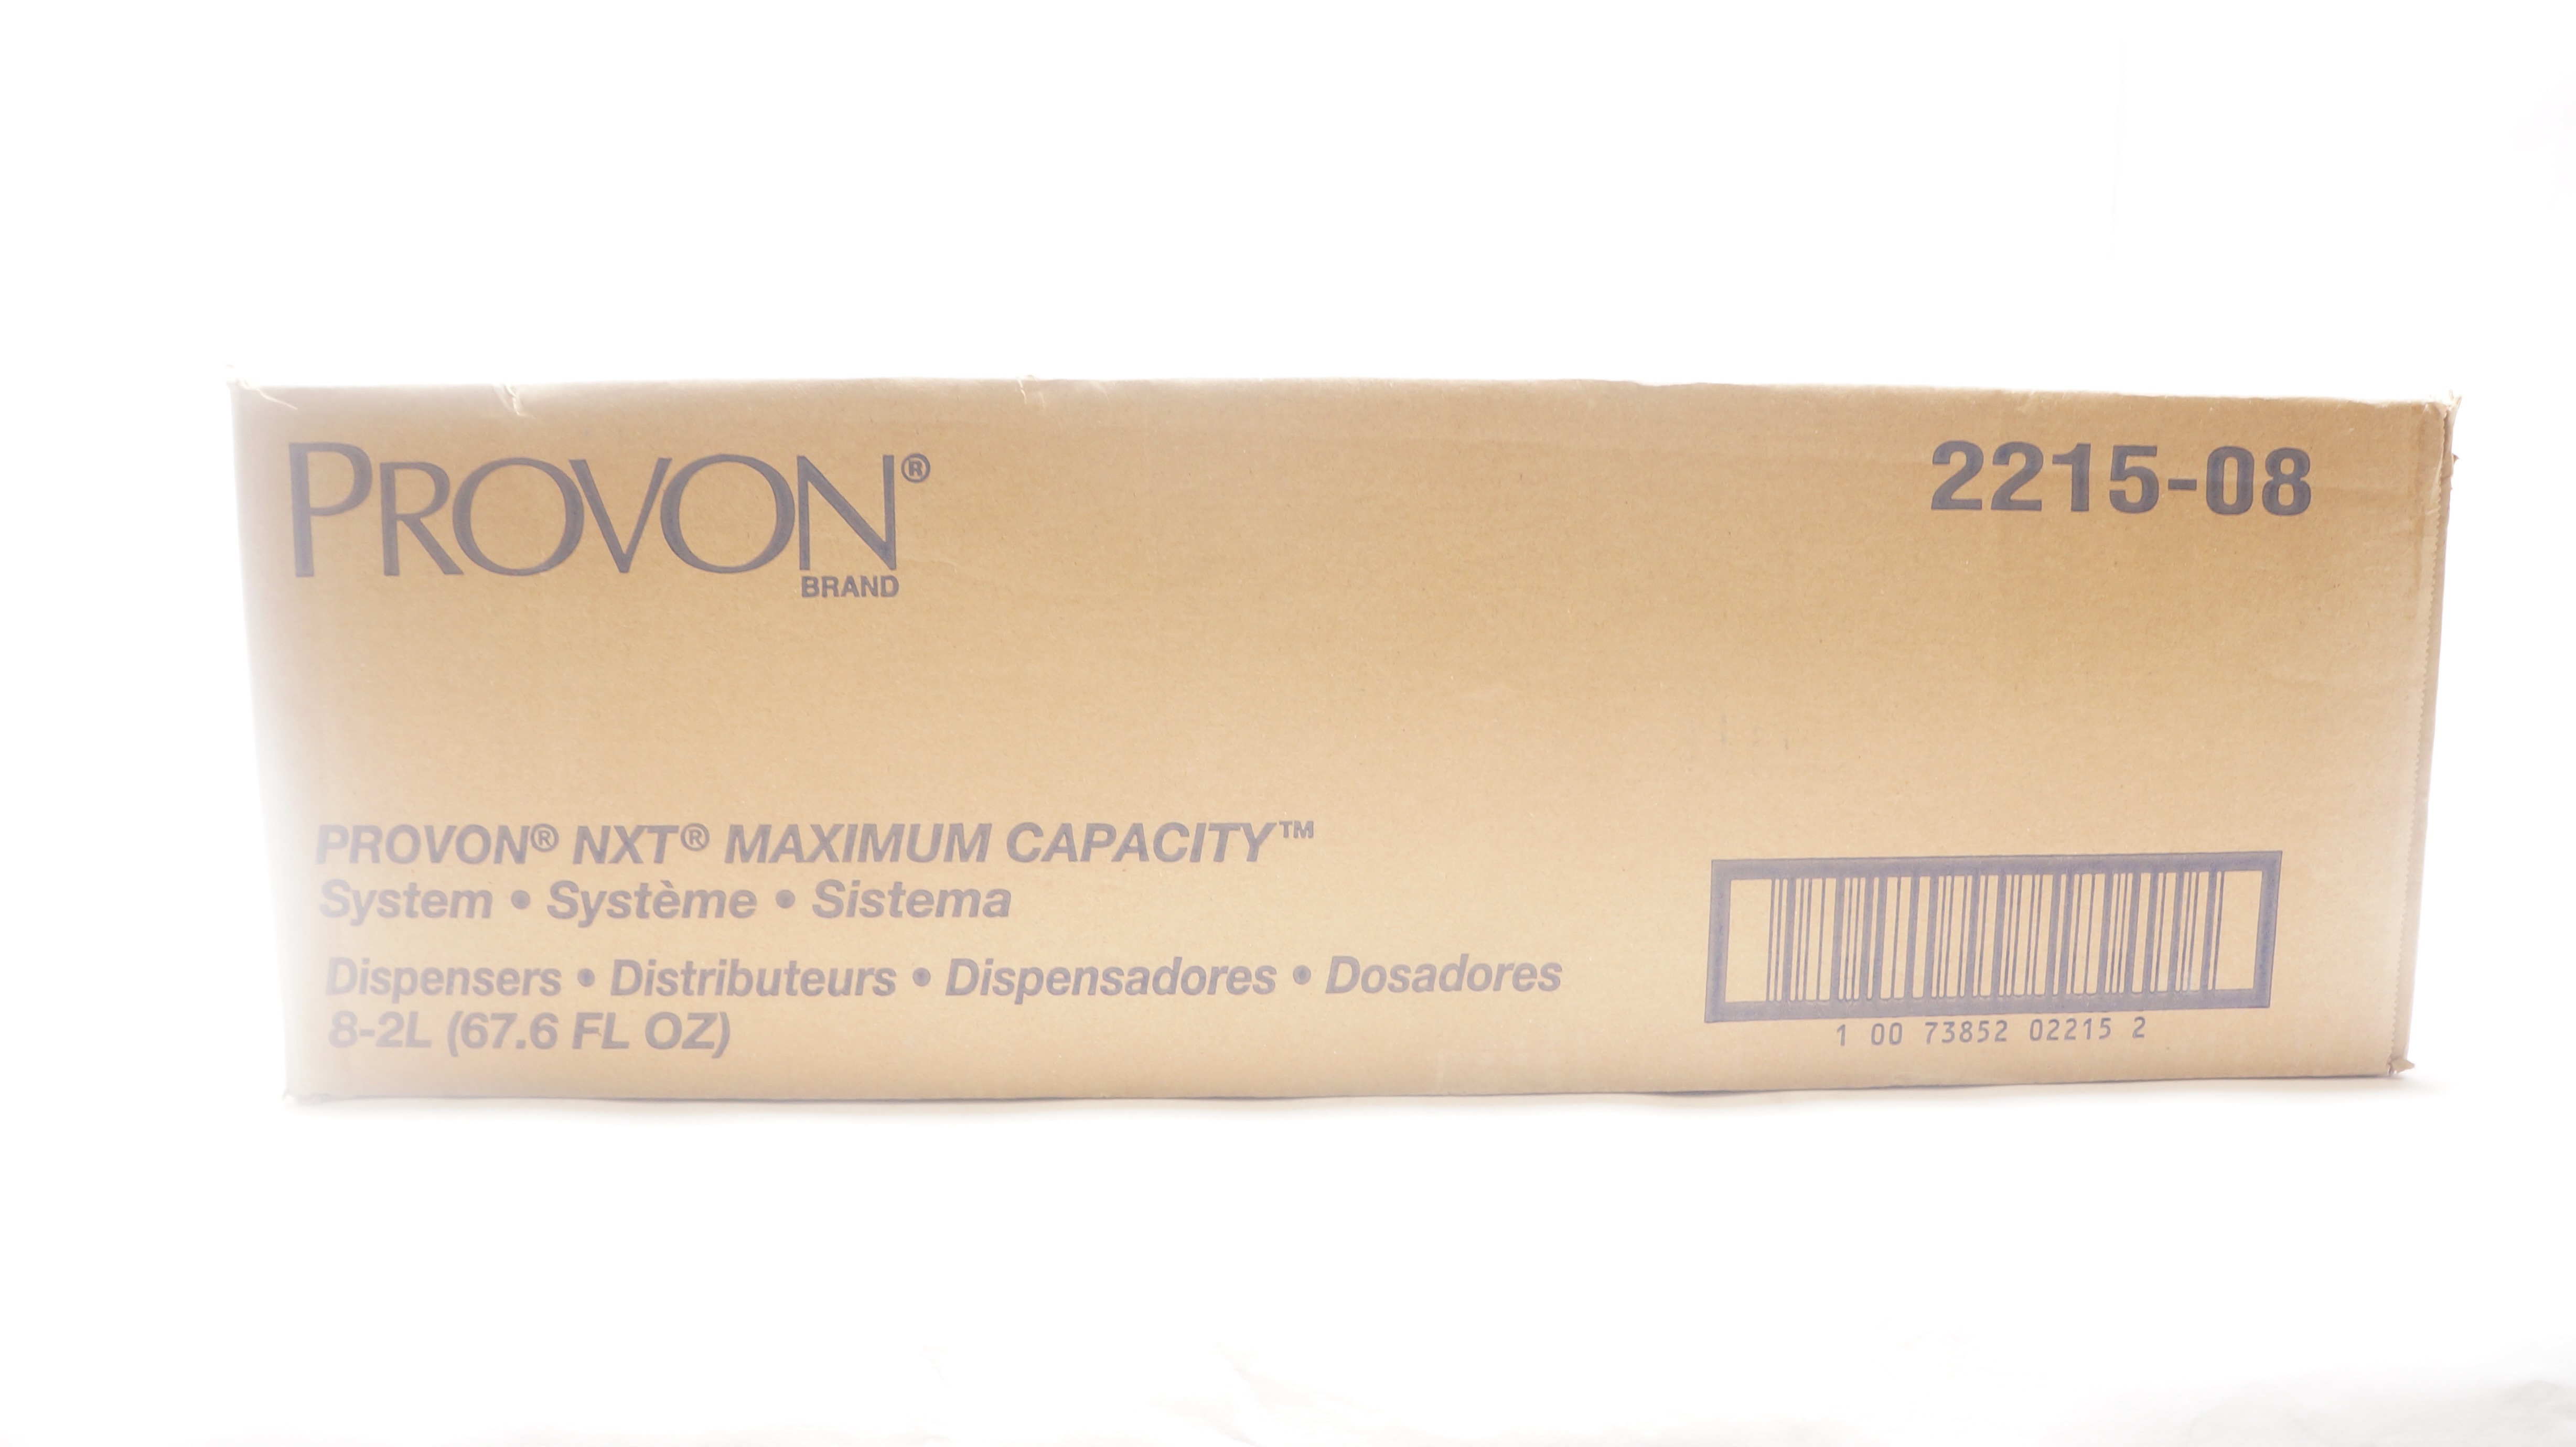 PROVON®
BRAND
2215-08
PROVON® NXT® MAXIMUM CAPACITY™
System • Système • Sistema
Dispensers • Distributeurs • Dispensadores • Dosadores
8-2L (67.6 FL OZ)
1 00 73852 02215 2